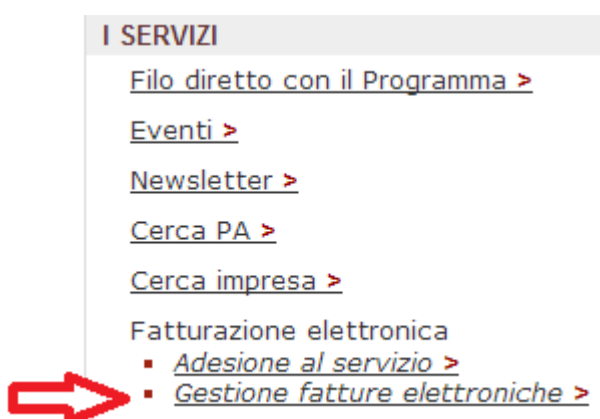 I SERVIZI
Filo diretto con il Programma >
Eventi >
Newsletter >
Cerca PA >
Cerca impresa >
Fatturazione elettronica
▪ Adesione al servizio >
▪ Gestione fatture elettroniche >